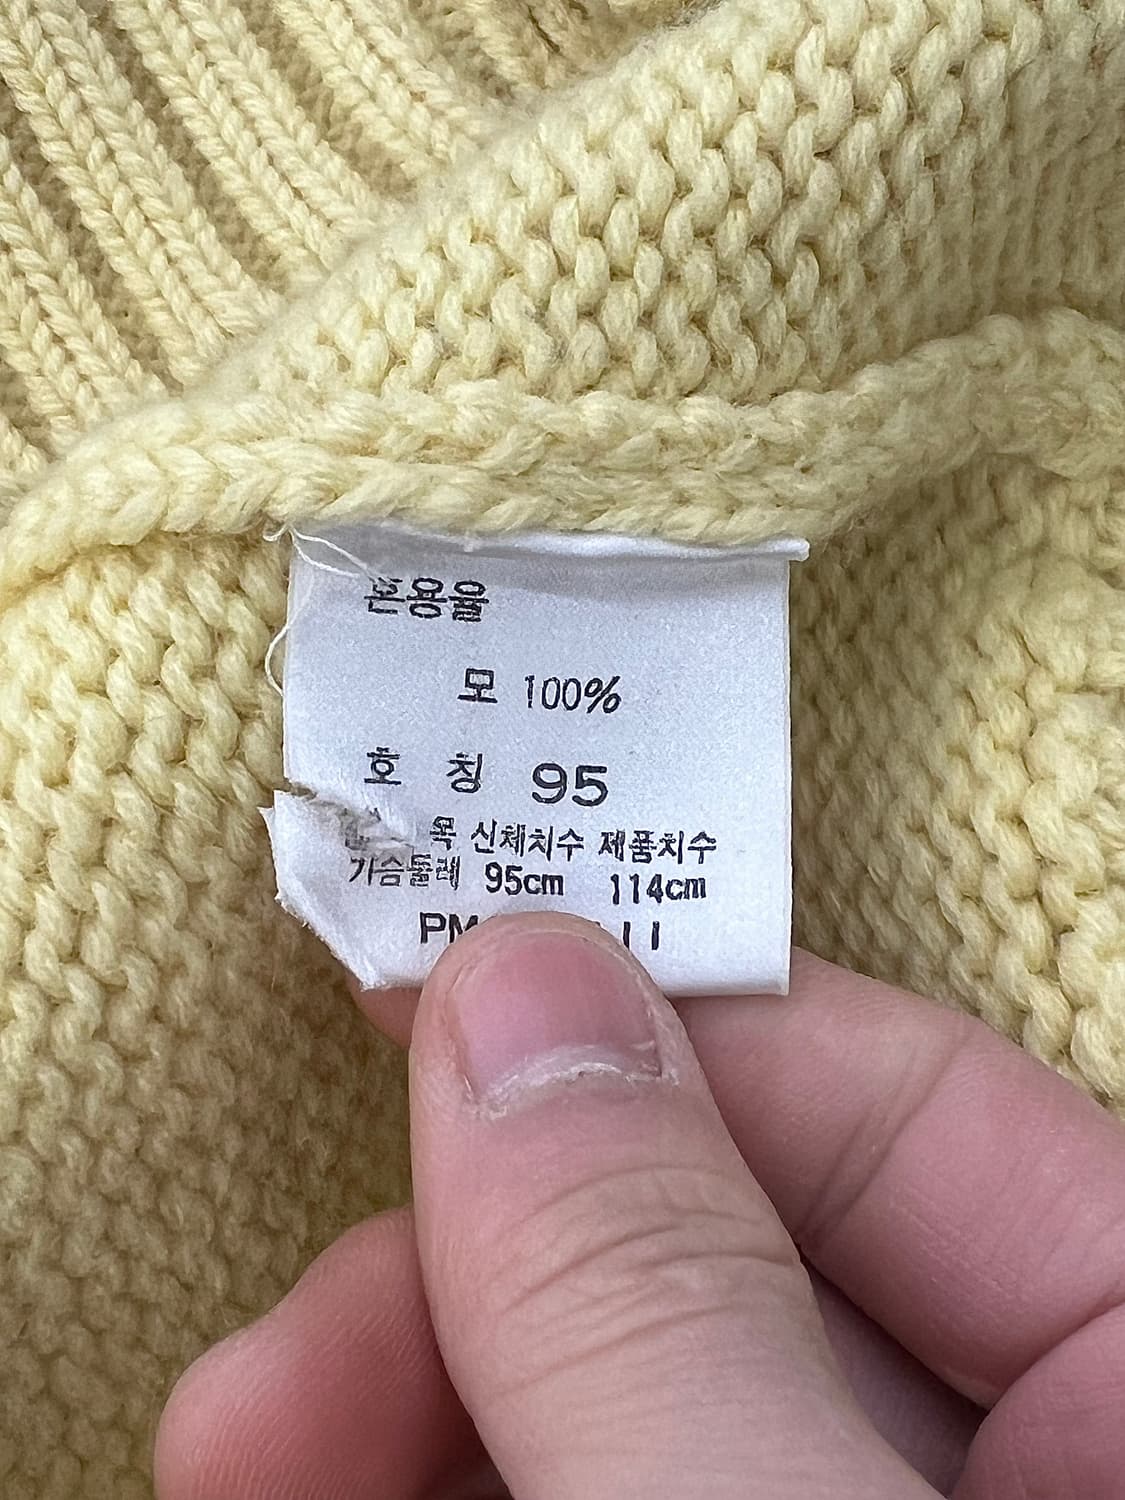 혼용율
모 100%
호 칭 95
목 신체치수 제품치수
가슴둘레 95cm 114cm
PM